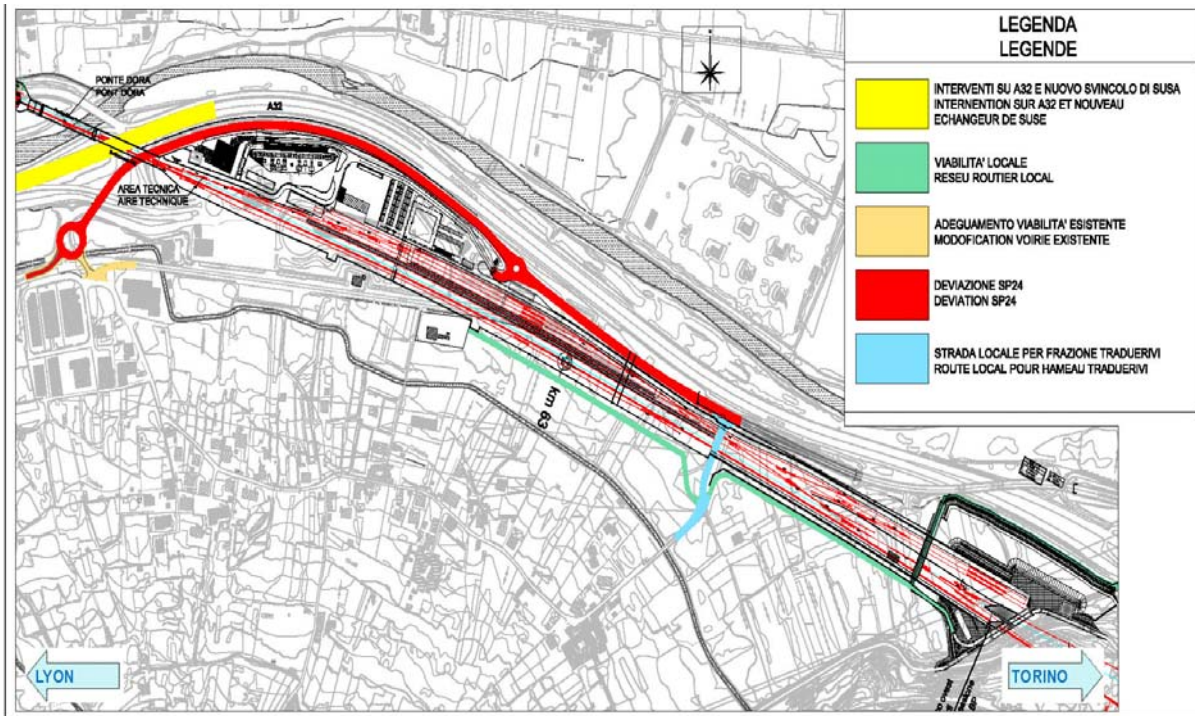 LEGENDA
LEGENDE
INTERVENTI SU A32 E NUOVO SVINCOLO DI SUSA
INTERNENTION SUR A32 ET NOUVEAU
ECHANGEUR DE SUSE
VIABILITA' LOCALE
RESEU ROUTIER LOCAL
ADEGUAMENTO VIABILITA' ESISTENTE
MODOFICATION VOIRIE EXISTENTE
DEVIAZIONE SP24
DEVIATION SP24
STRADA LOCALE PER FRAZIONE TRADUERIVI
ROUTE LOCAL POUR HAMEAU TRADUERIVI
PONTE DORA
PONT DORA
A32
AREA TECNICA
AIRE TECHNIQUE
km 63
LYON
TORINO